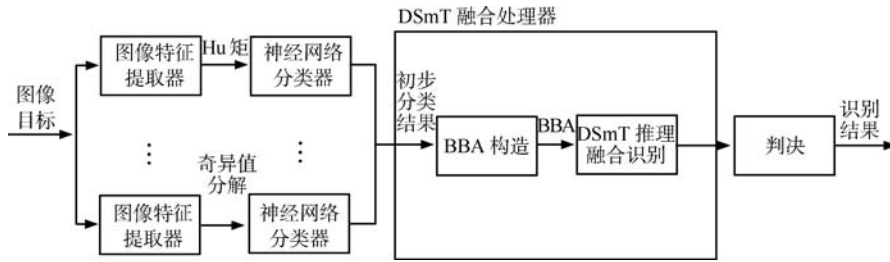 DSmT 融合处理器
图像特征
提取器
Hu 矩
神经网络
分类器
图像
目标
初步
分类
结果
BBA 构造
BBA
DSmT 推理
融合识别
判决
识别
结果
⋮
⋮
奇异值
分解
图像特征
提取器
神经网络
分类器